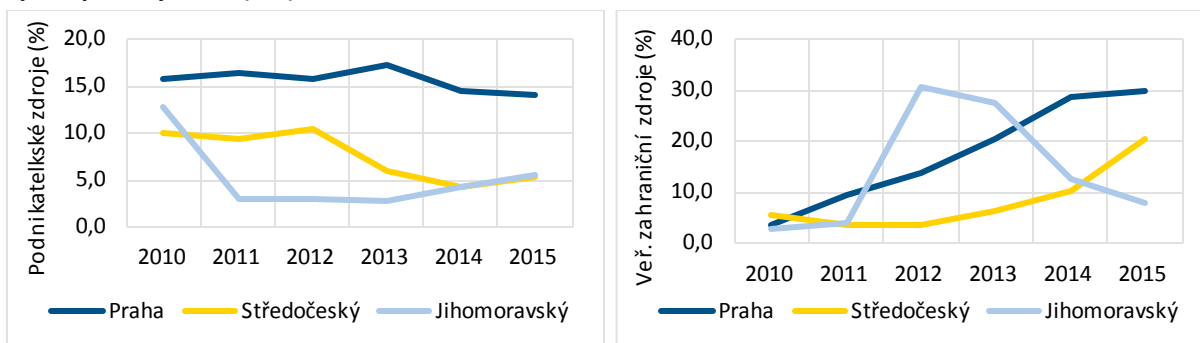 Podnikatelkské zdroje (%)
20,0
15,0
10,0
5,0
0,0
2010 2011 2012 2013 2014 2015
Praha Středočeský Jihomoravský
Veř. zahraniční zdroje (%)
40,0
30,0
20,0
10,0
0,0
2010 2011 2012 2013 2014 2015
Praha Středočeský Jihomoravský